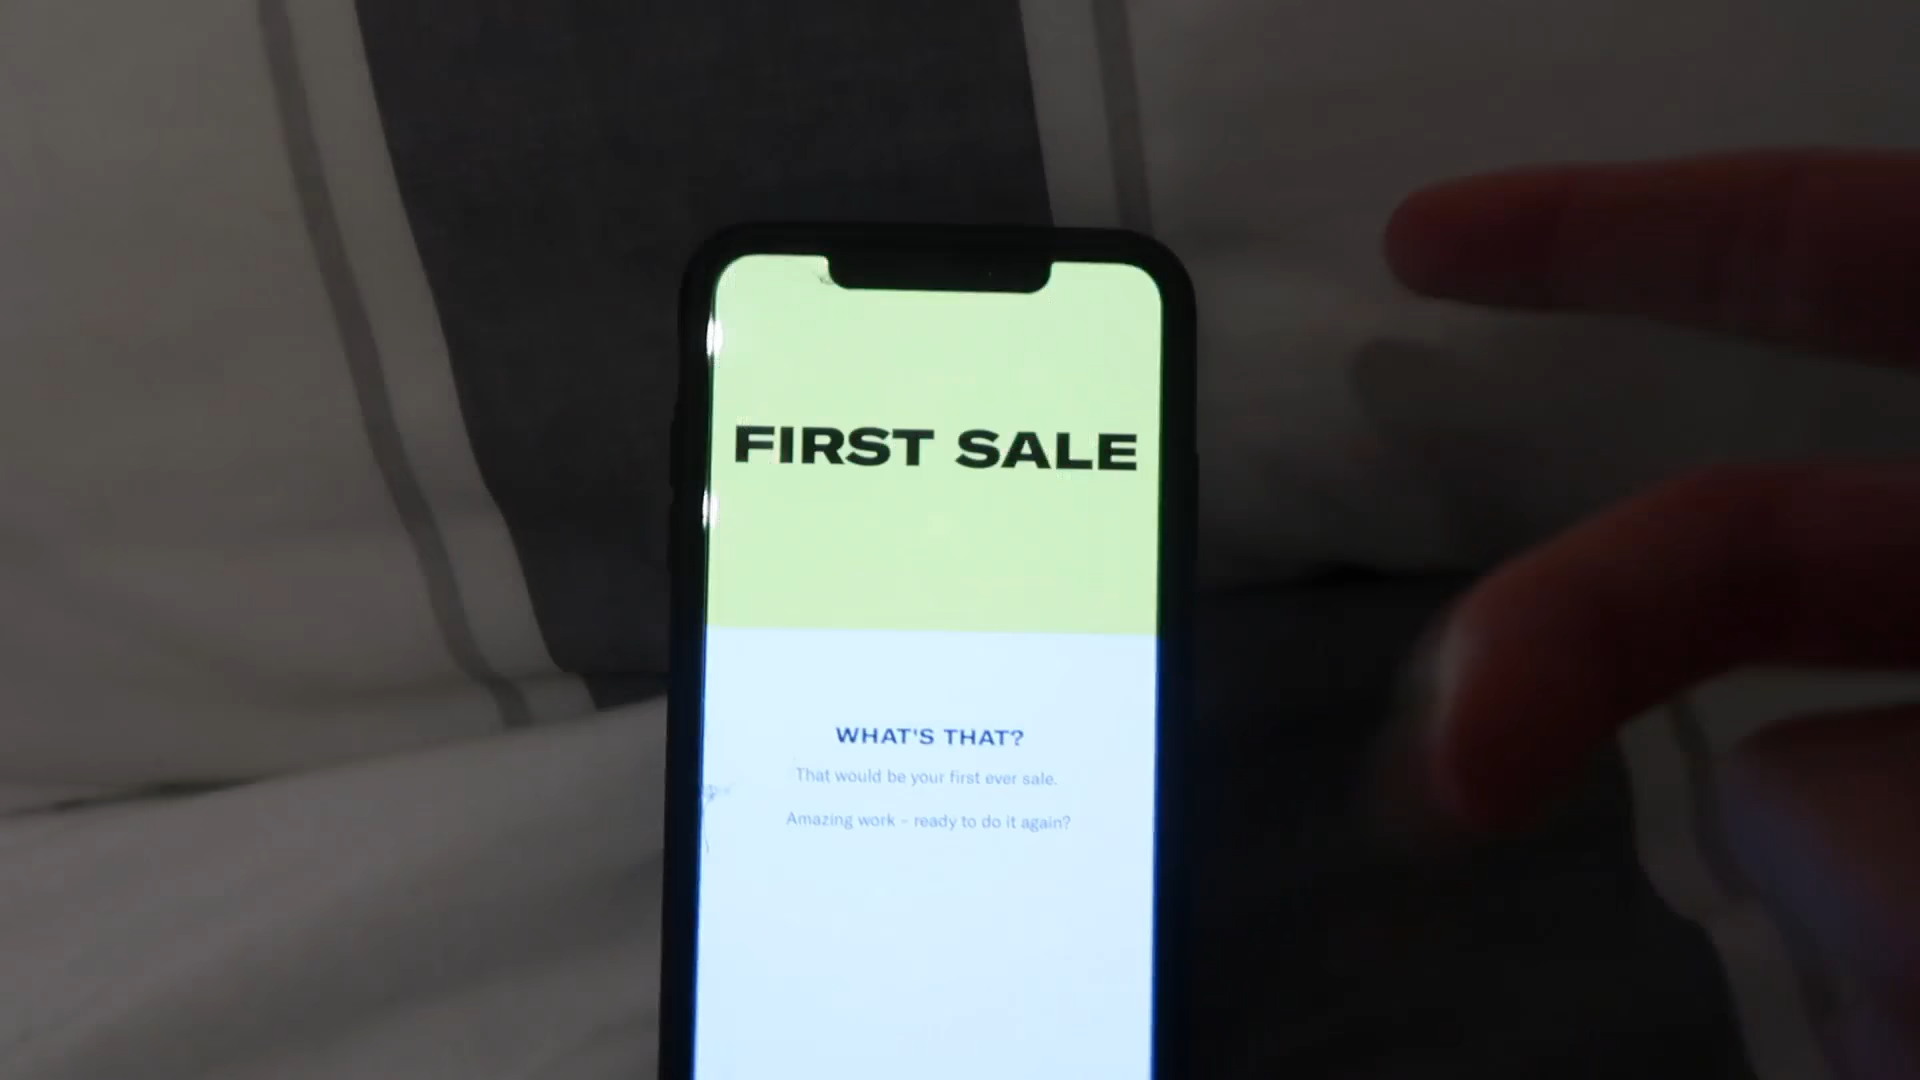 FIRST SALE
WHAT'S THAT?
That would be your first ever sale.
Amazing work – ready to do it again?